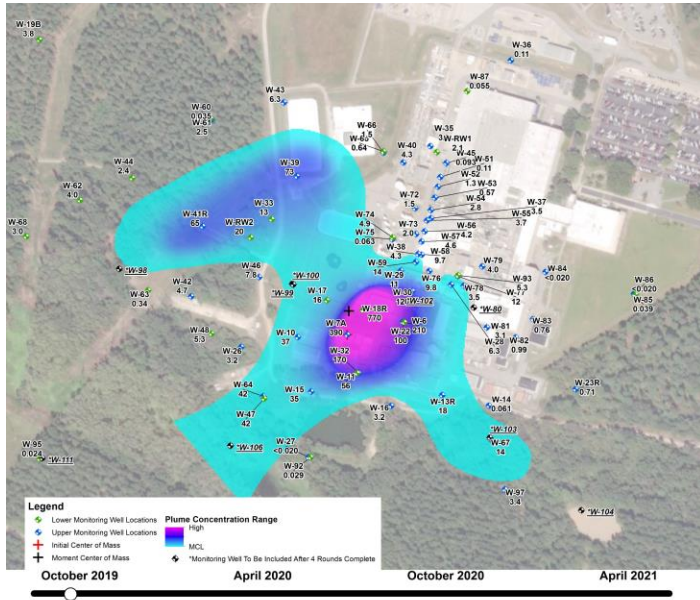 W-19B
3.8
W-36
0.11
W-87
0.055
W-43
6.3
W-60
0.035
W-61
2.5
W-66
1.5
0.64
W-40
4.3
W-35
W-RW1
2.1
W-45
0.093
W-51
0.11
W-52
1.3
W-53
0.57
W-39
73
W-44
2.4
W-62
4.0
W-33
13
W-41R
65
W-RW2
20
W-72
1.5
W-54
2.8
W-37
3.5
W-55
3.7
W-74
4.9
W-75
0.063
W-73
2.0
W-56
4.2
W-57
4.6
W-38
4.3
W-58
9.7
W-68
3.0
*W-98
W-59
14
W-29
11
W-79
4.0
W-84
<0.020
W-46
7.8
*W-100
*W-99
W-76
9.8
W-93
5.3
W-77
12
W-78
3.5
W-86
<0.020
W-85
0.039
W-63
0.34
W-42
4.7
W-17
16
W-30
*W-102
*W-80
W-18R
770
W-6
210
W-22
100
W-7A
390
W-81
3.1
W-83
0.76
W-82
0.99
W-28
6.3
W-48
5.3
W-26
3.2
W-10
37
W-32
170
W-11
56
W-64
42
W-15
35
W-23R
0.71
W-47
42
W-16
3.2
W-13R
18
W-14
0.061
*W-103
W-67
14
W-95
0.024
*W-111
*W-106
W-27
<0.020
W-92
0.029
W-97
3.4
*W-104
Legend
Lower Monitoring Well Locations
Upper Monitoring Well Locations
Initial Center of Mass
Moment Center of Mass
Plume Concentration Range
High
MCL
*Monitoring Well To Be Included After 4 Rounds Complete
October 2019 April 2020 October 2020 April 2021